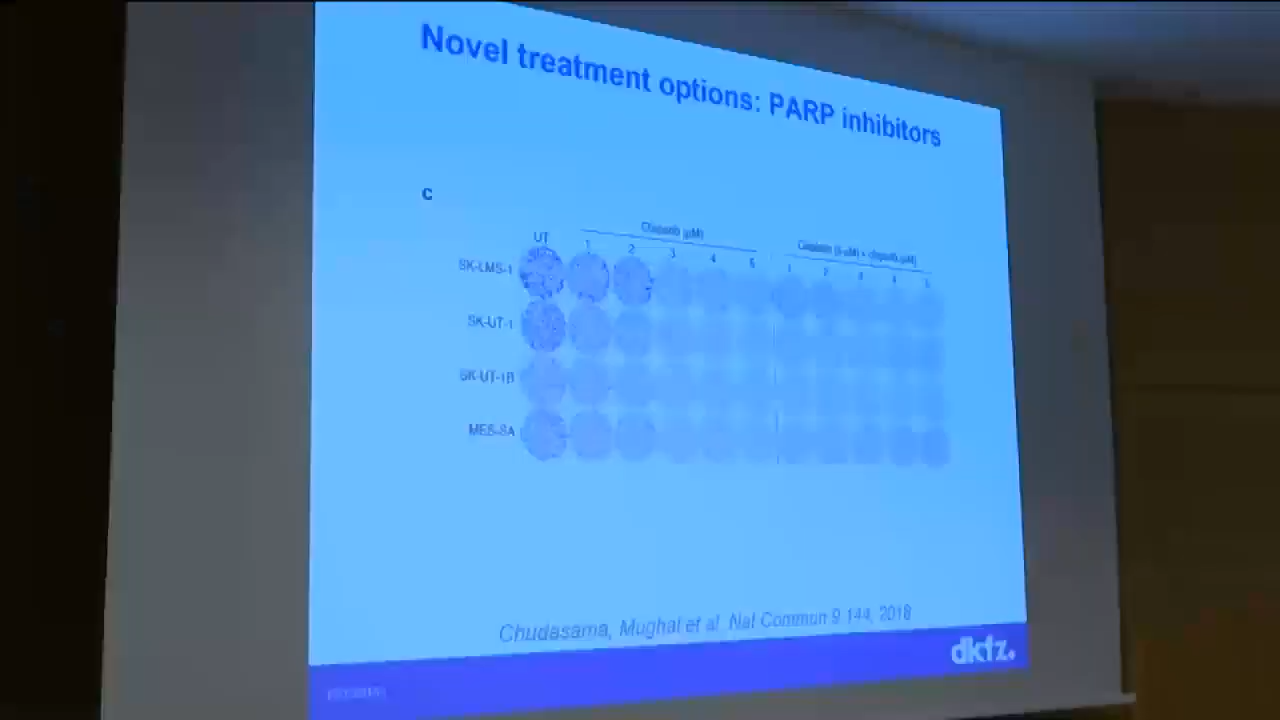 Novel treatment options: PARP inhibitors
c
UT
Olaparib (µM)
1 2 3 4 5
Cisplatin (5 µM) + olaparib (µM)
1 2 3 4 5
SK-LMS-1
SK-UT-1
SK-UT-1B
MES-SA
Chudasama, Mughal et al. Nat Commun 9:144, 2018
dkfz.